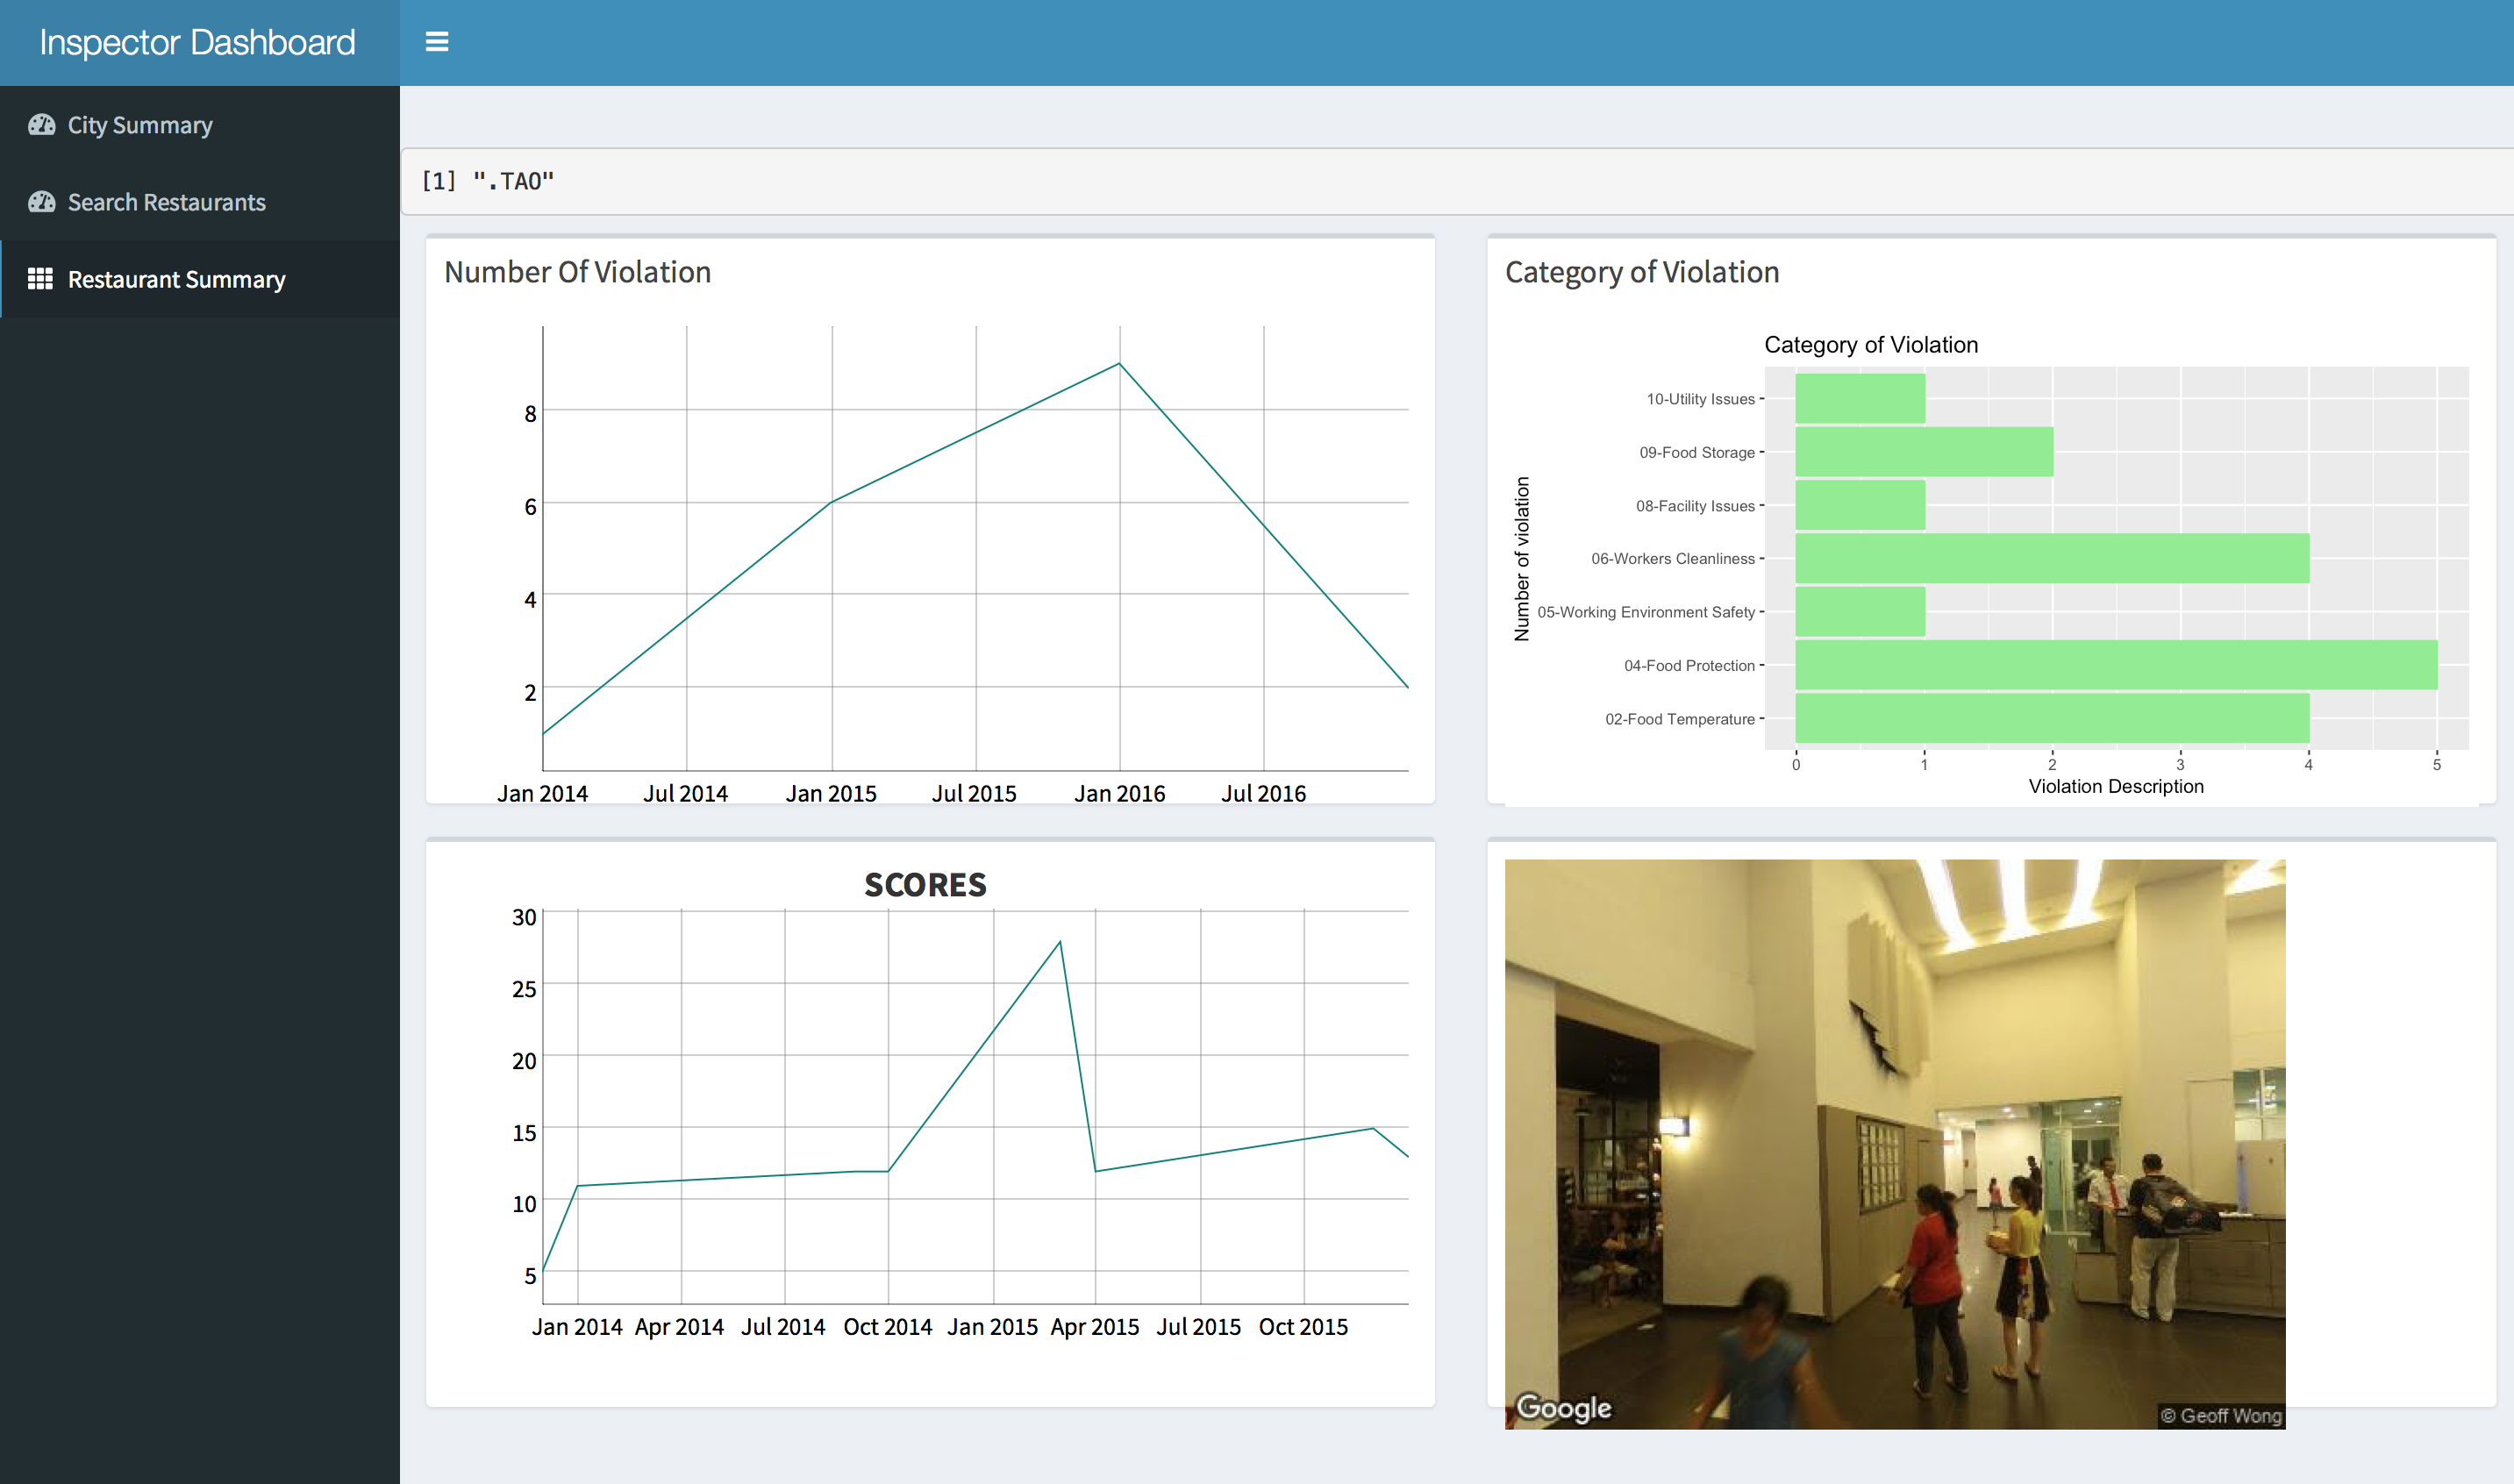 Inspector Dashboard
City Summary
Search Restaurants
Restaurant Summary
[1] ".TAO"
Number Of Violation
8
6
4
2
Jan 2014 Jul 2014 Jan 2015 Jul 2015 Jan 2016 Jul 2016
Category of Violation
Category of Violation
Number of violation
10-Utility Issues
09-Food Storage
08-Facility Issues
06-Workers Cleanliness
05-Working Environment Safety
04-Food Protection
02-Food Temperature
0 1 2 3 4 5
Violation Description
SCORES
30
25
20
15
10
5
Jan 2014 Apr 2014 Jul 2014 Oct 2014 Jan 2015 Apr 2015 Jul 2015 Oct 2015
Google
© Geoff Wong